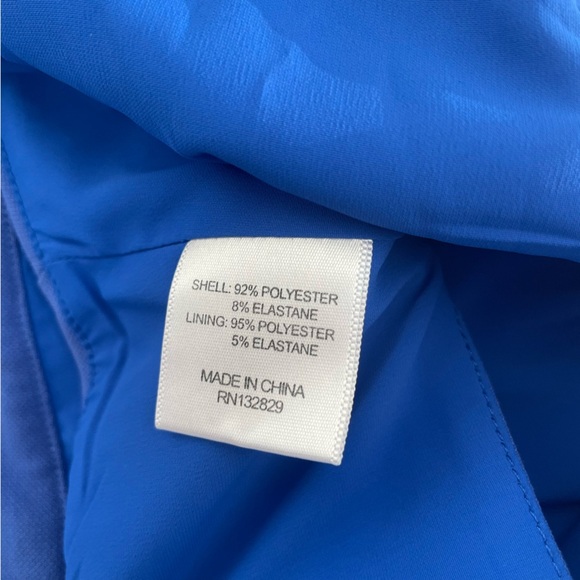 SHELL: 92% POLYESTER
8% ELASTANE
LINING: 95% POLYESTER
5% ELASTANE
MADE IN CHINA
RN132829